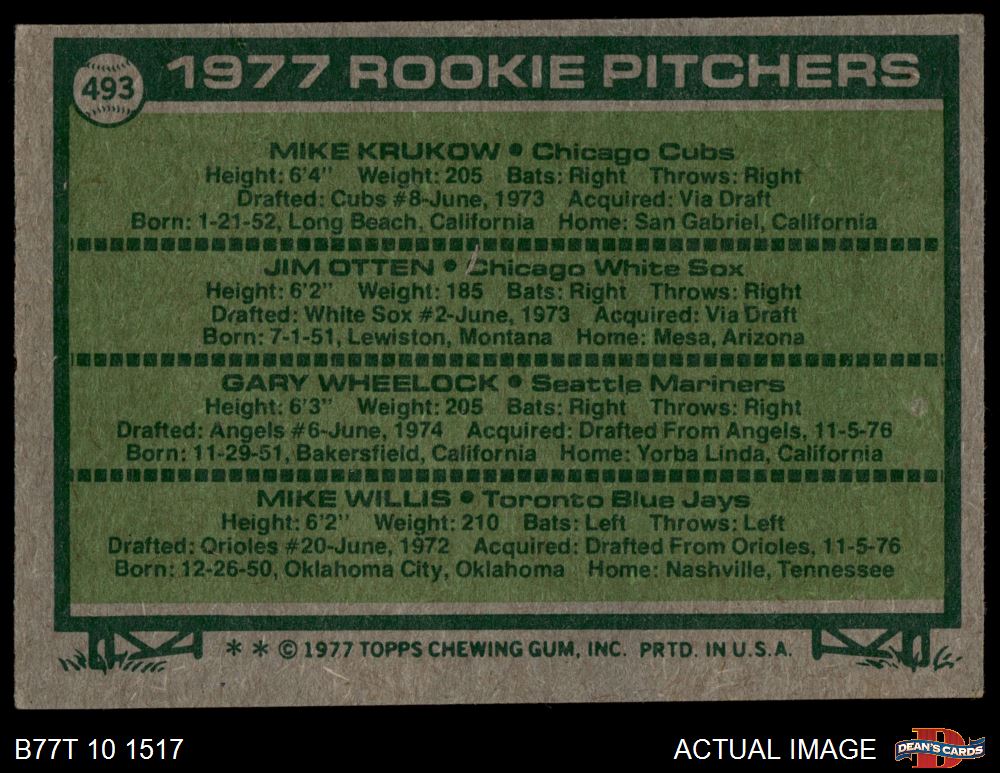 493
1977 ROOKIE PITCHERS
MIKE KRUKOW • Chicago Cubs
Height: 6'4" Weight: 205 Bats: Right Throws: Right
Drafted: Cubs #8-June, 1973 Acquired: Via Draft
Born: 1-21-52, Long Beach, California Home: San Gabriel, California
JIM OTTEN • Chicago White Sox
Height: 6'2" Weight: 185 Bats: Right Throws: Right
Drafted: White Sox #2-June, 1973 Acquired: Via Draft
Born: 7-1-51, Lewiston, Montana Home: Mesa, Arizona
GARY WHEELOCK • Seattle Mariners
Height: 6'3" Weight: 205 Bats: Right Throws: Right
Drafted: Angels #6-June, 1974 Acquired: Drafted From Angels, 11-5-76
Born: 11-29-51, Bakersfield, California Home: Yorba Linda, California
MIKE WILLIS • Toronto Blue Jays
Height: 6'2" Weight: 210 Bats: Left Throws: Left
Drafted: Orioles #20-June, 1972 Acquired: Drafted From Orioles, 11-5-76
Born: 12-26-50, Oklahoma City, Oklahoma Home: Nashville, Tennessee
* * © 1977 TOPPS CHEWING GUM, INC. PRTD. IN U.S.A.
B77T 10 1517
ACTUAL IMAGE
DEAN'S CARDS